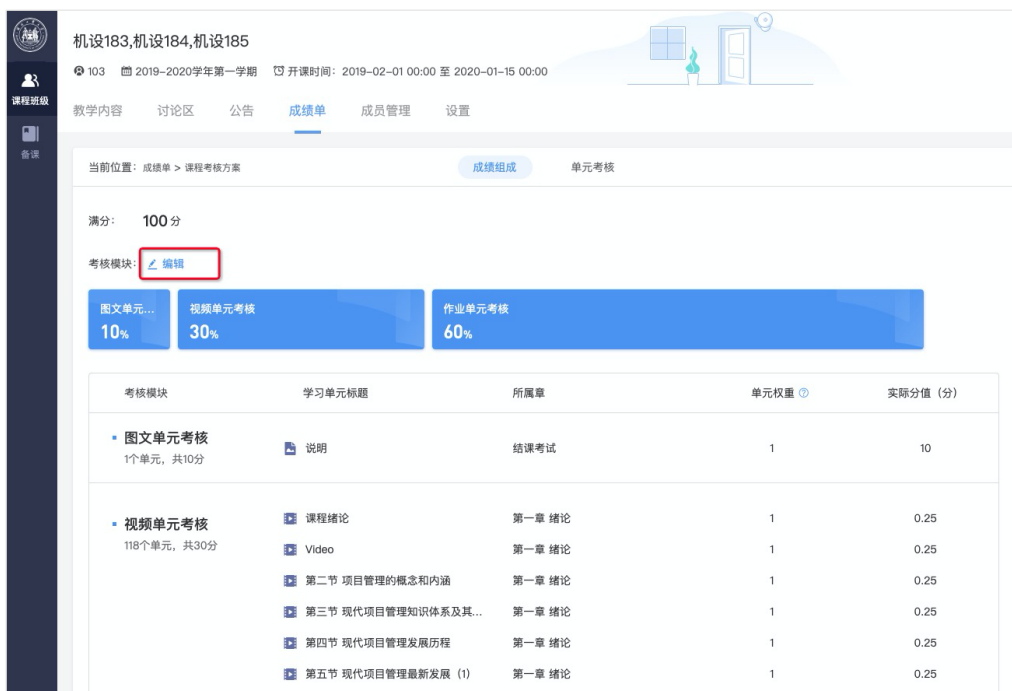 机设183,机设184,机设185
103 2019-2020学年第一学期 开课时间：2019-02-01 00:00 至 2020-01-15 00:00
课程班级
备课
教学内容 讨论区 公告 成绩单 成员管理 设置
当前位置：成绩单 > 课程考核方案 成绩组成 单元考核
满分： 100 分
考核模块： 编辑
图文单元... 视频单元考核 作业单元考核
10% 30% 60%
考核模块 学习单元标题 所属章 单元权重 ? 实际分值（分）
图文单元考核
1个单元，共10分 说明 结课考试 1 10
视频单元考核
118个单元，共30分
课程绪论 第一章 绪论 1 0.25
Video 第一章 绪论 1 0.25
第二节 项目管理的概念和内涵 第一章 绪论 1 0.25
第三节 现代项目管理知识体系及其... 第一章 绪论 1 0.25
第四节 现代项目管理发展历程 第一章 绪论 1 0.25
第五节 现代项目管理最新发展（1） 第一章 绪论 1 0.25